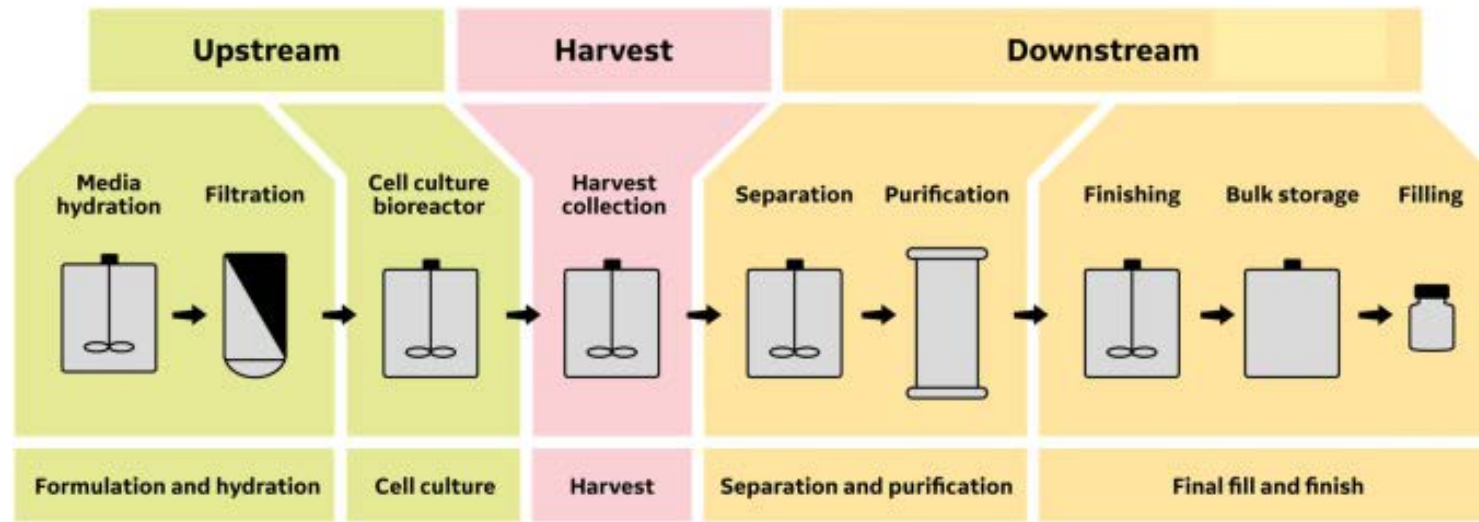 Upstream
Harvest
Downstream
Media
hydration
Filtration
Cell culture
bioreactor
Harvest
collection
Separation
Purification
Finishing
Bulk storage
Filling
Formulation and hydration
Cell culture
Harvest
Separation and purification
Final fill and finish